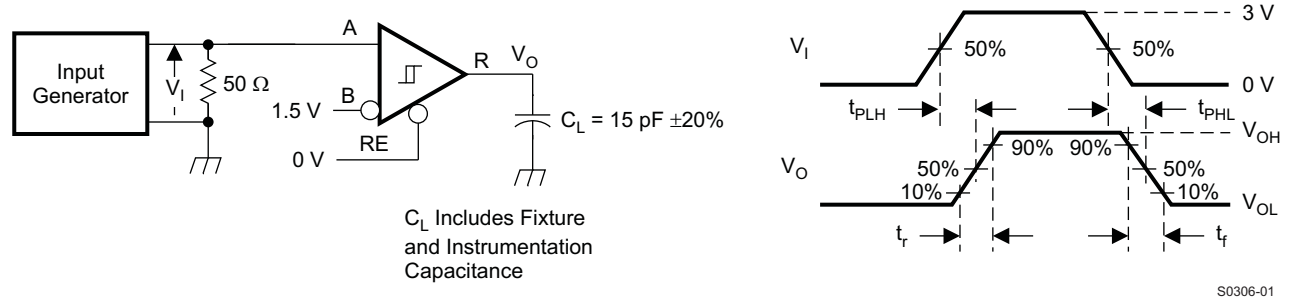 Input
Generator
V_I
50 Ω
A
1.5 V
B
0 V
RE
R
V_O
C_L = 15 pF ±20%
C_L Includes Fixture
and Instrumentation
Capacitance
3 V
V_I
50%
50%
0 V
t_PLH
t_PHL
V_OH
90%
90%
V_O
50%
50%
10%
10%
V_OL
t_r
t_f
S0306-01